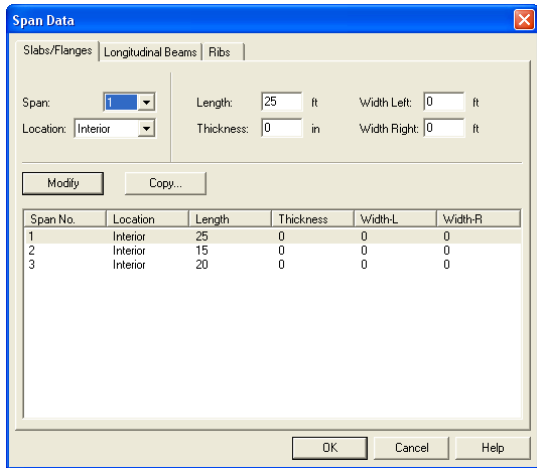 Span Data
Slabs/Flanges Longitudinal Beams Ribs
Span: 1 Length: 25 ft Width Left: 0 ft
Location: Interior Thickness: 0 in Width Right: 0 ft
Modify Copy...
Span No. Location Length Thickness Width-L Width-R
1 Interior 25 0 0 0
2 Interior 15 0 0 0
3 Interior 20 0 0 0
OK Cancel Help